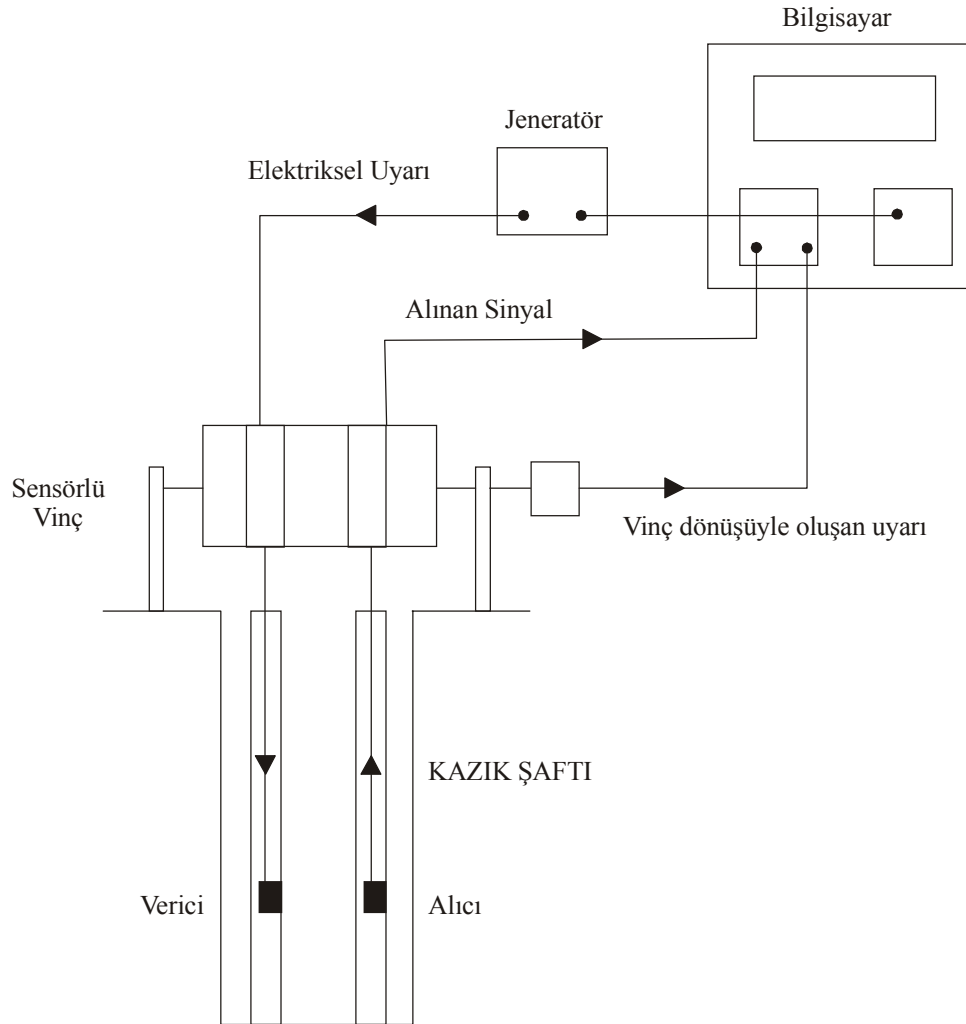 Bilgisayar
Jeneratör
Elektriksel Uyarı
Alınan Sinyal
Sensörlü
Vinç
Vinç dönüşüyle oluşan uyarı
KAZIK ŞAFTI
Verici
Alıcı